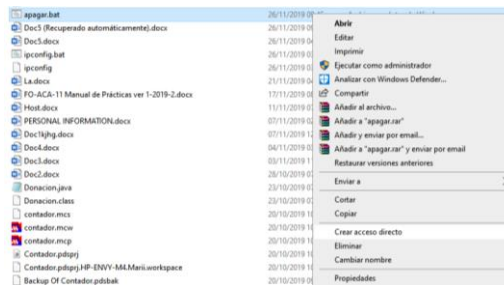 apagar.bat 26/11/2019
Doc5 (Recuperado automáticamente).docx 26/11/2019
Doc5.docx 26/11/2019
ipconfig.bat 26/11/2019
ipconfig 26/11/2019
La.docx 21/11/2019
FO-ACA-11 Manual de Prácticas ver 1-2019-2.docx 17/11/2019
Host.docx 11/11/2019
PERSONAL INFORMATION.docx 07/11/2019
Doc1kjhg.docx 07/11/2019
Doc4.docx 04/11/2019
Doc3.docx 03/11/2019
Doc2.docx 28/10/2019
Donacion.java 23/10/2019
Donacion.class 23/10/2019
contador.mcs 20/10/2019
contador.mcw 20/10/2019
contador.mcp 20/10/2019
Contador.pdsprj 20/10/2019
Contador.pdsprj.HP-ENVY-M4.Marii.workspace 20/10/2019
Backup Of Contador.pdsbak 20/10/2019
Abrir
Editar
Imprimir
Ejecutar como administrador
Analizar con Windows Defender...
Compartir
Añadir al archivo...
Añadir a "apagar.rar"
Añadir y enviar por email...
Añadir a "apagar.rar" y enviar por email
Restaurar versiones anteriores
Enviar a
Cortar
Copiar
Crear acceso directo
Eliminar
Cambiar nombre
Propiedades